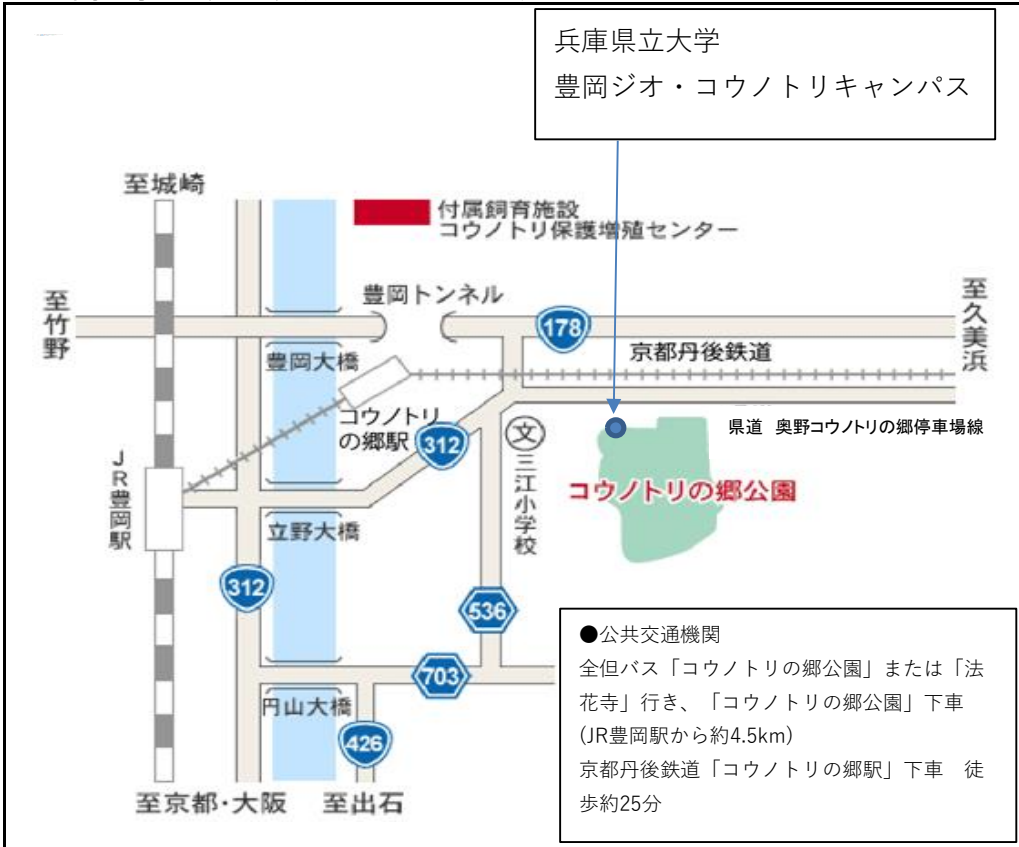 兵庫県立大学
豊岡ジオ・コウノトリキャンパス
至城崎
付属飼育施設
コウノトリ保護増殖センター
至竹野
豊岡トンネル
178
至久美浜
豊岡大橋
京都丹後鉄道
コウノトリ
の郷駅
312
文
三江小学校
県道 奥野コウノトリの郷停車場線
コウノトリの郷公園
JR豊岡駅
立野大橋
312
536
703
円山大橋
426
至京都・大阪
至出石
●公共交通機関
全但バス「コウノトリの郷公園」または「法
花寺」行き、「コウノトリの郷公園」下車
(JR豊岡駅から約4.5km)
京都丹後鉄道「コウノトリの郷駅」下車　徒
歩約25分